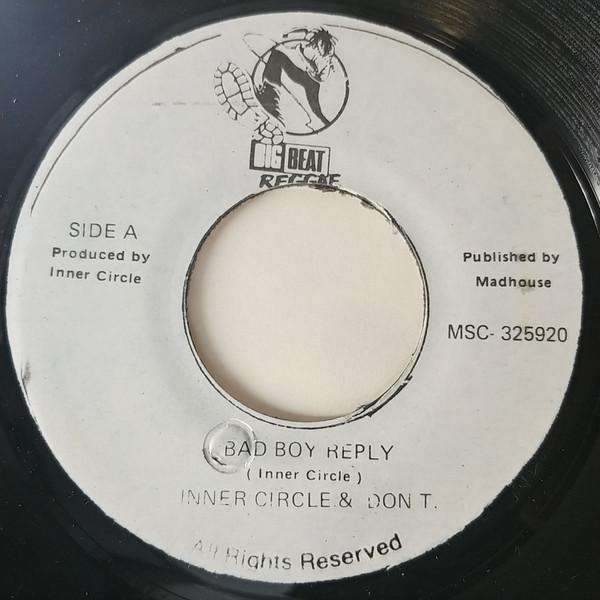 BIG BEAT
REGGAE
SIDE A
Produced by
Inner Circle
Published by
Madhouse
MSC- 325920
BAD BOY REPLY
( Inner Circle )
INNER CIRCLE & DON T.
All Rights Reserved